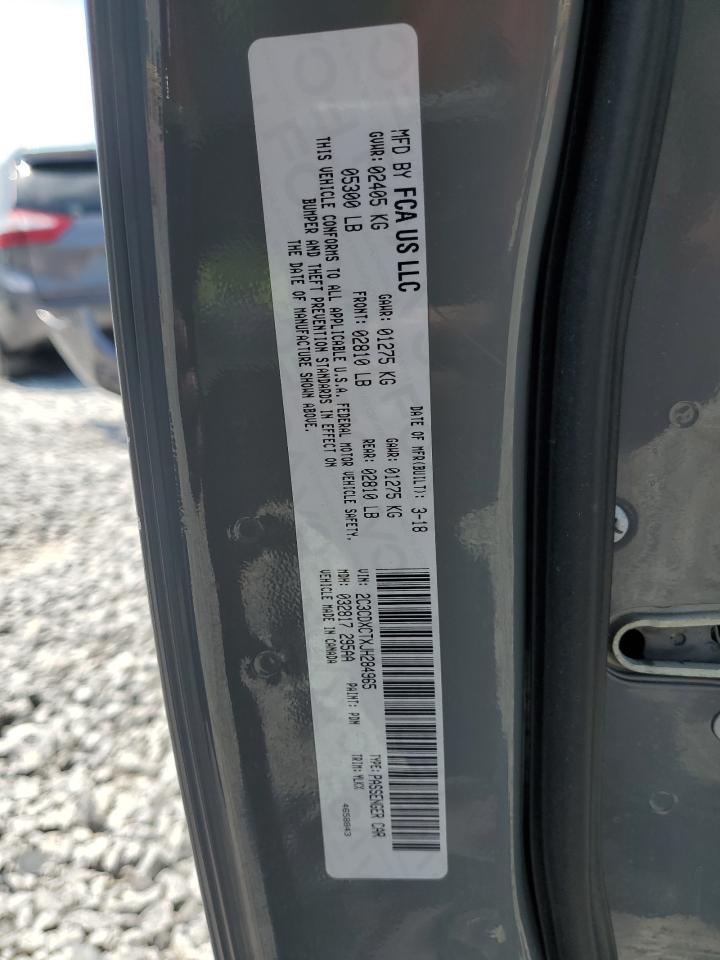 MFD BY FCA US LLC
DATE OF MFR(BUILT): 3-18
GVWR: 02405 KG
GAWR: 01275 KG
GAWR: 01275 KG
05300 LB
FRONT: 02810 LB
REAR: 02810 LB
THIS VEHICLE CONFORMS TO ALL APPLICABLE U.S.A. FEDERAL MOTOR VEHICLE SAFETY,
BUMPER AND THEFT PREVENTION STANDARDS IN EFFECT ON
THE DATE OF MANUFACTURE SHOWN ABOVE.
VIN: 2C3CDXCTXJH284965
TYPE: PASSENGER CAR
MDH: 032817 295AA
PAINT: PDN
TRIM: MLKX
VEHICLE MADE IN CANADA
4658843